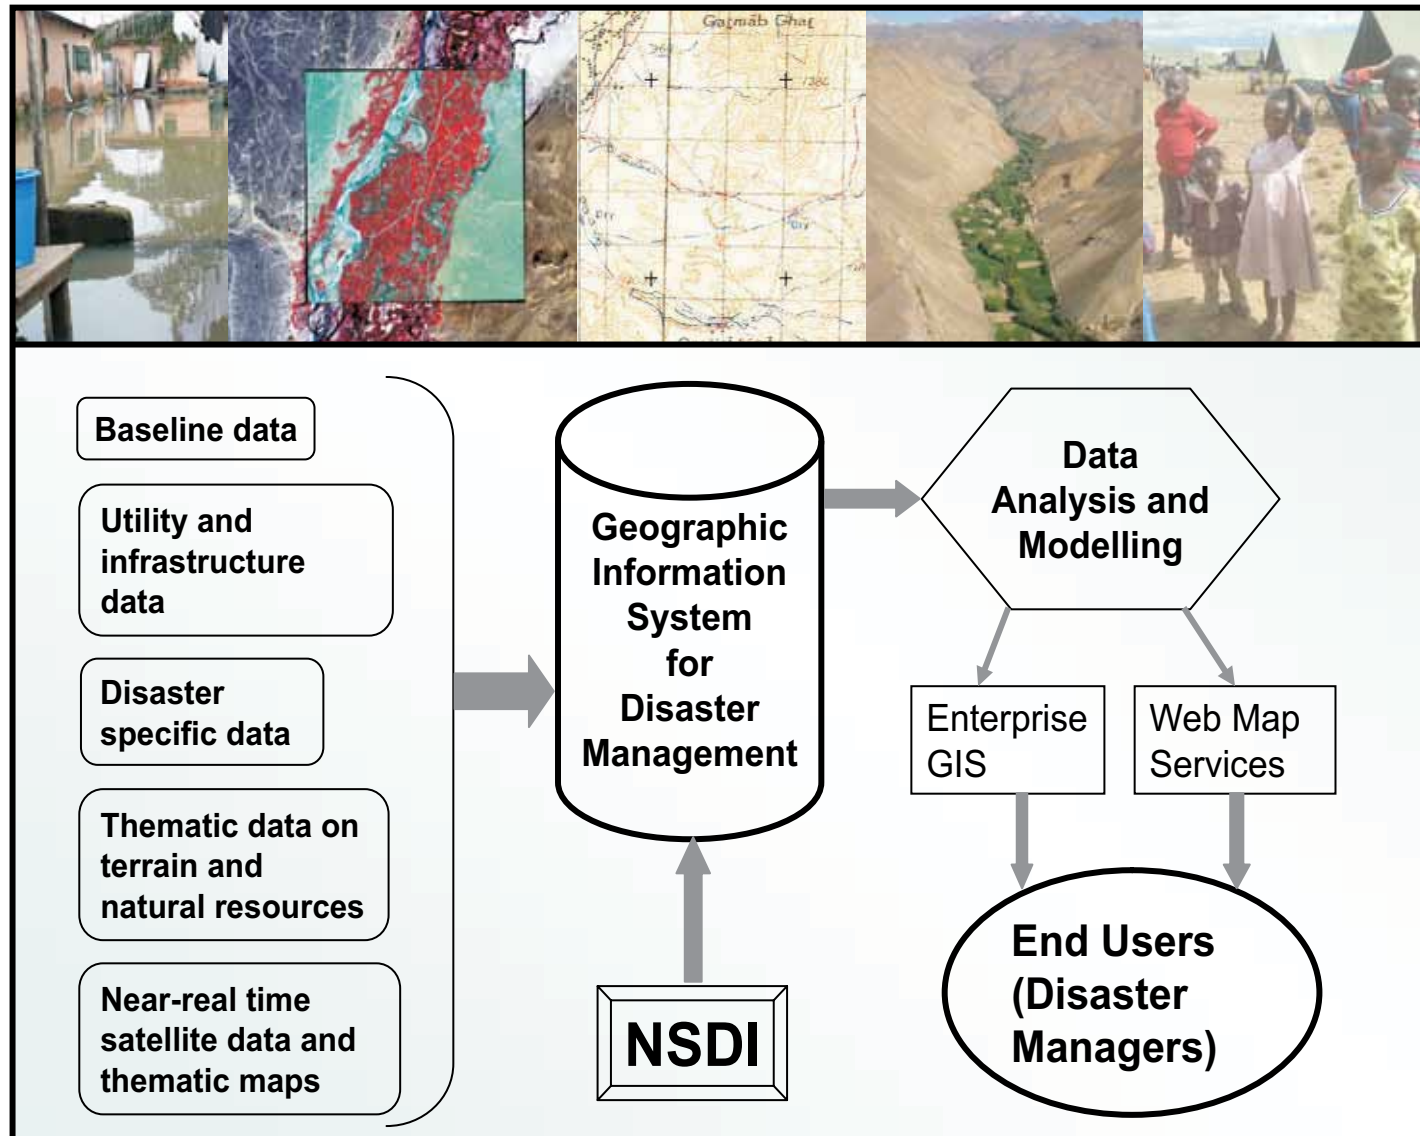 Garmab Ghar
Baseline data
Utility and
infrastructure
data
Disaster
specific data
Thematic data on
terrain and
natural resources
Near-real time
satellite data and
thematic maps
Geographic
Information
System
for
Disaster
Management
NSDI
Data
Analysis and
Modelling
Enterprise
GIS
Web Map
Services
End Users
(Disaster
Managers)